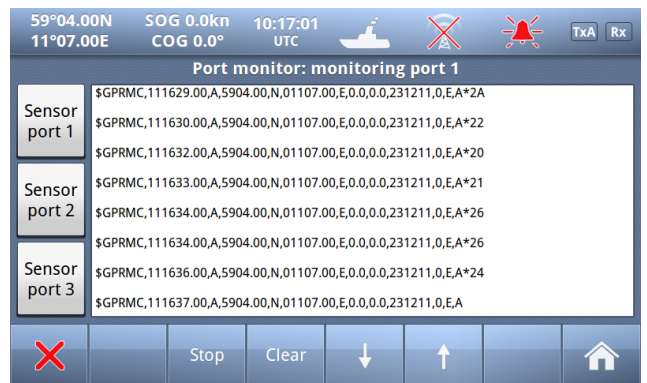 59°04.00N SOG 0.0kn 10:17:01 TxA Rx
11°07.00E COG 0.0° UTC
Port monitor: monitoring port 1
Sensor port 1
Sensor port 2
Sensor port 3
$GPRMC,111629.00,A,5904.00,N,01107.00,E,0.0,0.0,231211,0,E,A*2A
$GPRMC,111630.00,A,5904.00,N,01107.00,E,0.0,0.0,231211,0,E,A*22
$GPRMC,111632.00,A,5904.00,N,01107.00,E,0.0,0.0,231211,0,E,A*20
$GPRMC,111633.00,A,5904.00,N,01107.00,E,0.0,0.0,231211,0,E,A*21
$GPRMC,111634.00,A,5904.00,N,01107.00,E,0.0,0.0,231211,0,E,A*26
$GPRMC,111634.00,A,5904.00,N,01107.00,E,0.0,0.0,231211,0,E,A*26
$GPRMC,111636.00,A,5904.00,N,01107.00,E,0.0,0.0,231211,0,E,A*24
$GPRMC,111637.00,A,5904.00,N,01107.00,E,0.0,0.0,231211,0,E,A
Stop Clear